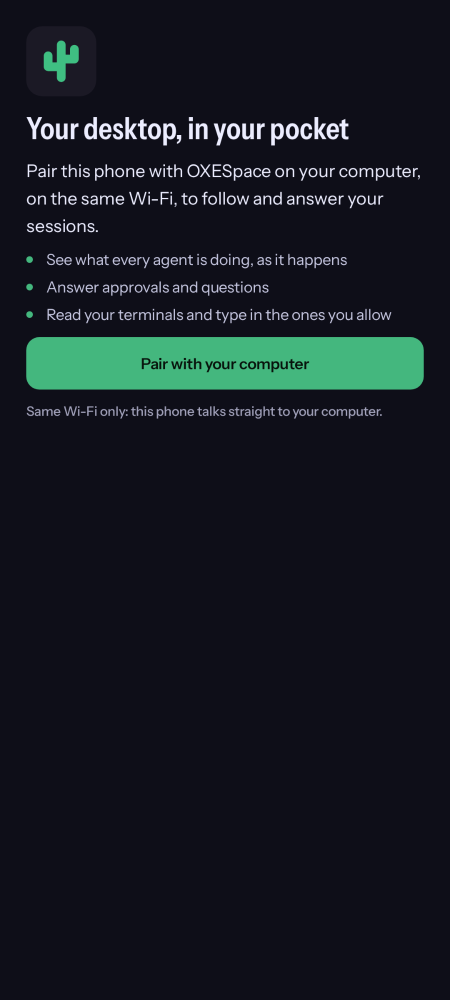 Your desktop, in your pocket
Pair this phone with OXESpace on your computer,
on the same Wi-Fi, to follow and answer your
sessions.
See what every agent is doing, as it happens
Answer approvals and questions
Read your terminals and type in the ones you allow
Pair with your computer
Same Wi-Fi only: this phone talks straight to your computer.